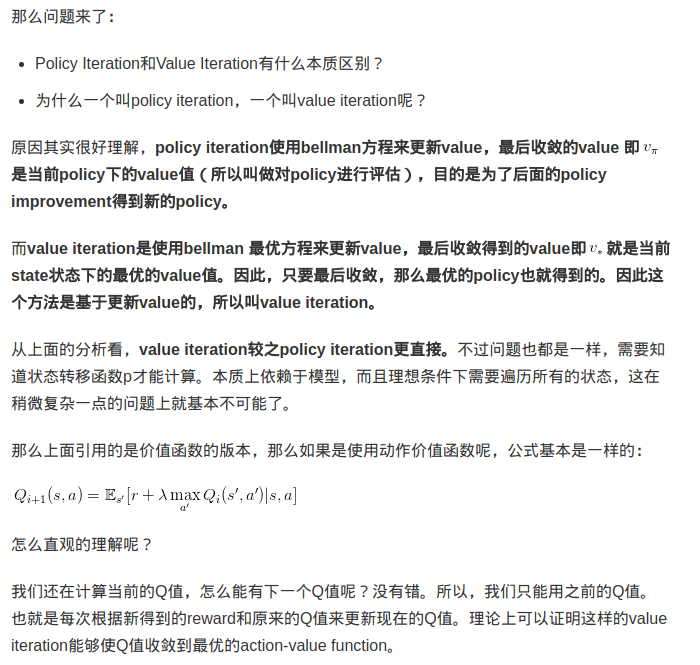 那么问题来了：
• Policy Iteration和Value Iteration有什么本质区别？
• 为什么一个叫policy iteration，一个叫value iteration呢？
原因其实很好理解，policy iteration使用bellman方程来更新value，最后收敛的value 即 v_π
是当前policy下的value值（所以叫做对policy进行评估），目的是为了后面的policy
improvement得到新的policy。
而value iteration是使用bellman 最优方程来更新value，最后收敛得到的value即 v_* 就是当前
state状态下的最优的value值。因此，只要最后收敛，那么最优的policy也就得到的。因此这
个方法是基于更新value的，所以叫value iteration。
从上面的分析看，value iteration较之policy iteration更直接。不过问题也都是一样，需要知
道状态转移函数p才能计算。本质上依赖于模型，而且理想条件下需要遍历所有的状态，这在
稍微复杂一点的问题上就基本不可能了。
那么上面引用的是价值函数的版本，那么如果是使用动作价值函数呢，公式基本是一样的：
Q_{i+1}(s, a) = 𝔼_{s′}[r + λ max_{a′} Q_i(s′, a′)|s, a]
怎么直观的理解呢？
我们还在计算当前的Q值，怎么能有下一个Q值呢？没有错。所以，我们只能用之前的Q值。
也就是每次根据新得到的reward和原来的Q值来更新现在的Q值。理论上可以证明这样的value
iteration能够使Q值收敛到最优的action-value function。